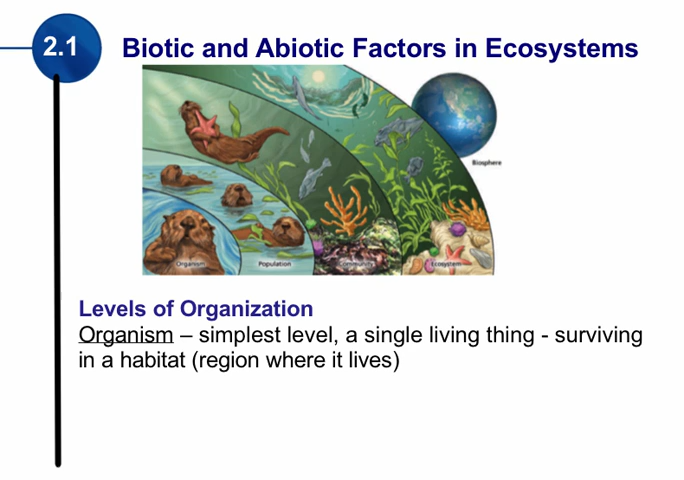 2.1
Biotic and Abiotic Factors in Ecosystems
Biosphere
Organism
Population
Community
Ecosystem
Levels of Organization
Organism – simplest level, a single living thing - surviving
in a habitat (region where it lives)